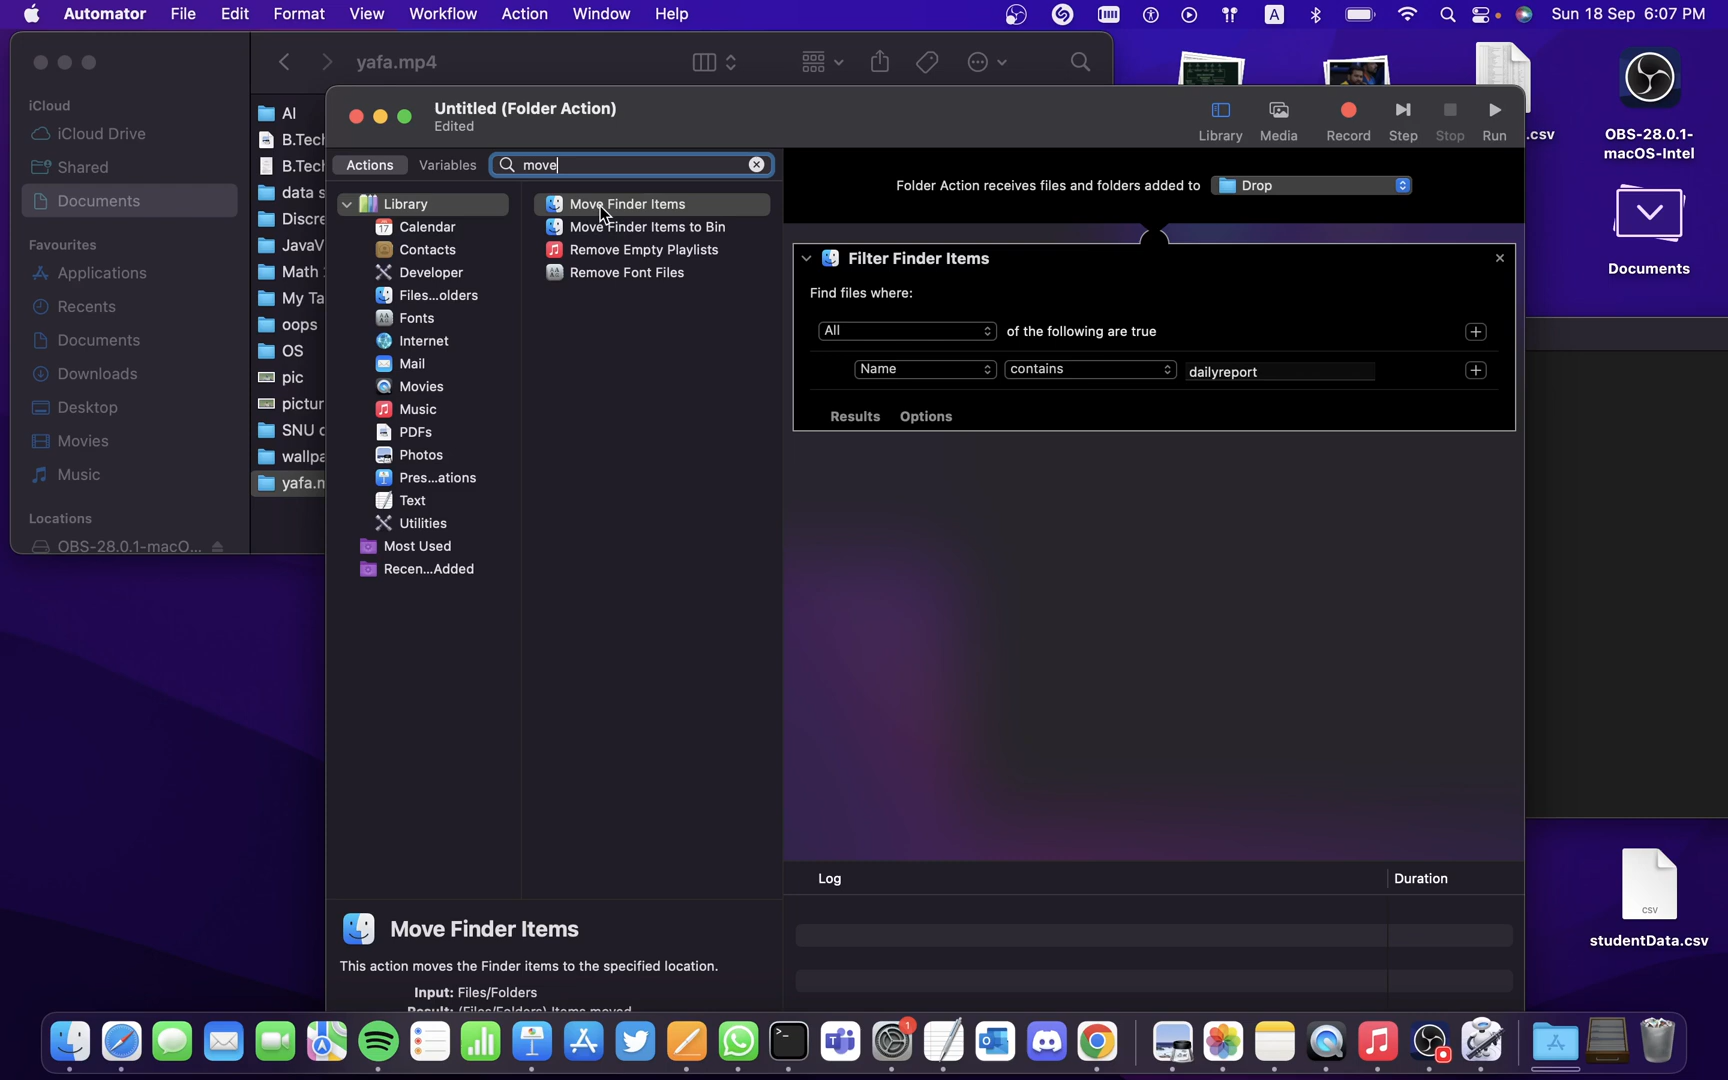 Automator File Edit Format View Workflow Action Window Help
A
Sun 18 Sep 6:07 PM
yafa.mp4
iCloud
iCloud Drive
Shared
Documents
Favourites
Applications
Recents
Documents
Downloads
Desktop
Movies
Music
Locations
OBS-28.0.1-macO...
AI
B.Tech
B.Tech
data s
Discre
JavaV
Math
My Ta
oops
OS
pic
pictur
SNU
wallpa
yafa.m
Untitled (Folder Action)
Edited
Library Media Record Step Stop Run
Actions Variables move
Library
Calendar
Contacts
Developer
Files...olders
Fonts
Internet
Mail
Movies
Music
PDFs
Photos
Pres...ations
Text
Utilities
Most Used
Recen...Added
Move Finder Items
Move Finder Items to Bin
Remove Empty Playlists
Remove Font Files
Folder Action receives files and folders added to Drop
Filter Finder Items
Find files where:
All of the following are true
Name contains dailyreport
Results Options
Log Duration
Move Finder Items
This action moves the Finder items to the specified location.
Input: Files/Folders
Result: (Files/Folders) Items moved
.csv
OBS-28.0.1-
macOS-Intel
Documents
csv
studentData.csv
17
1